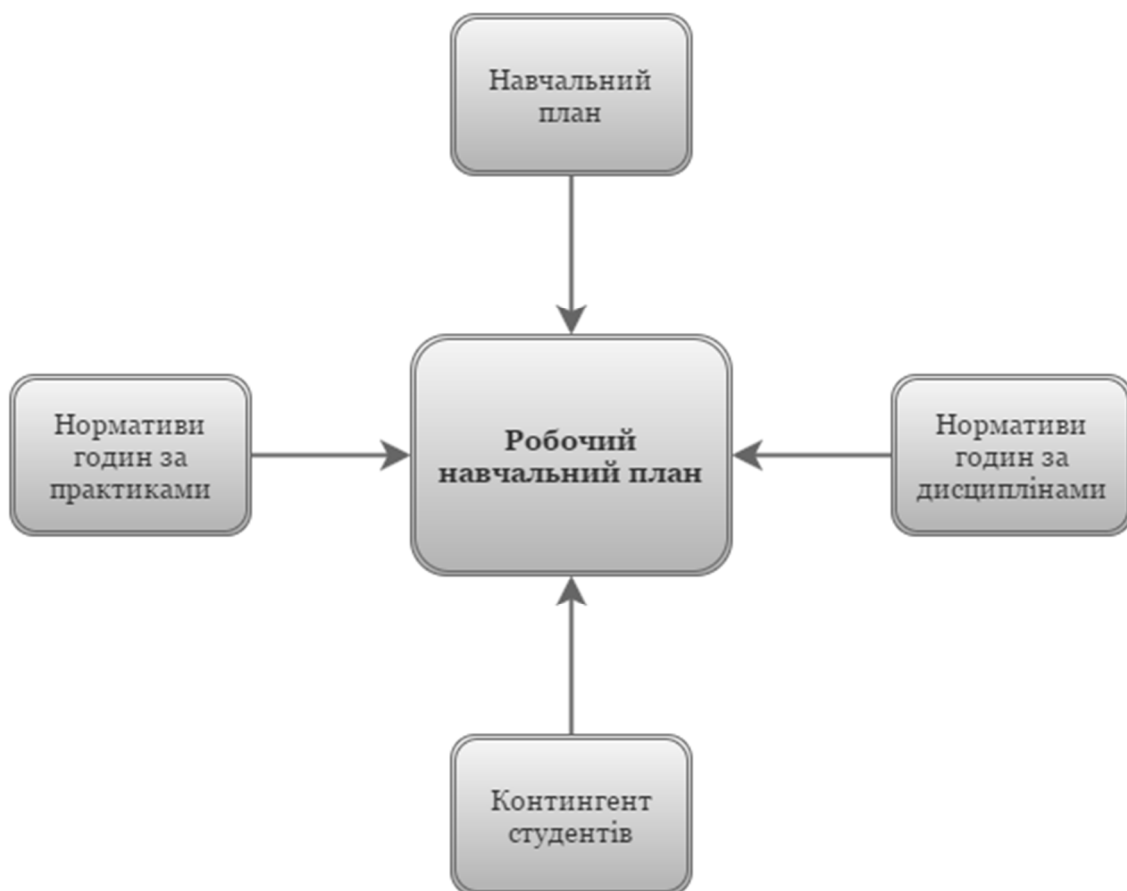 Навчальний
план
Нормативи
годин за
практиками
Робочий
навчальний план
Нормативи
годин за
дисциплінами
Контингент
студентів